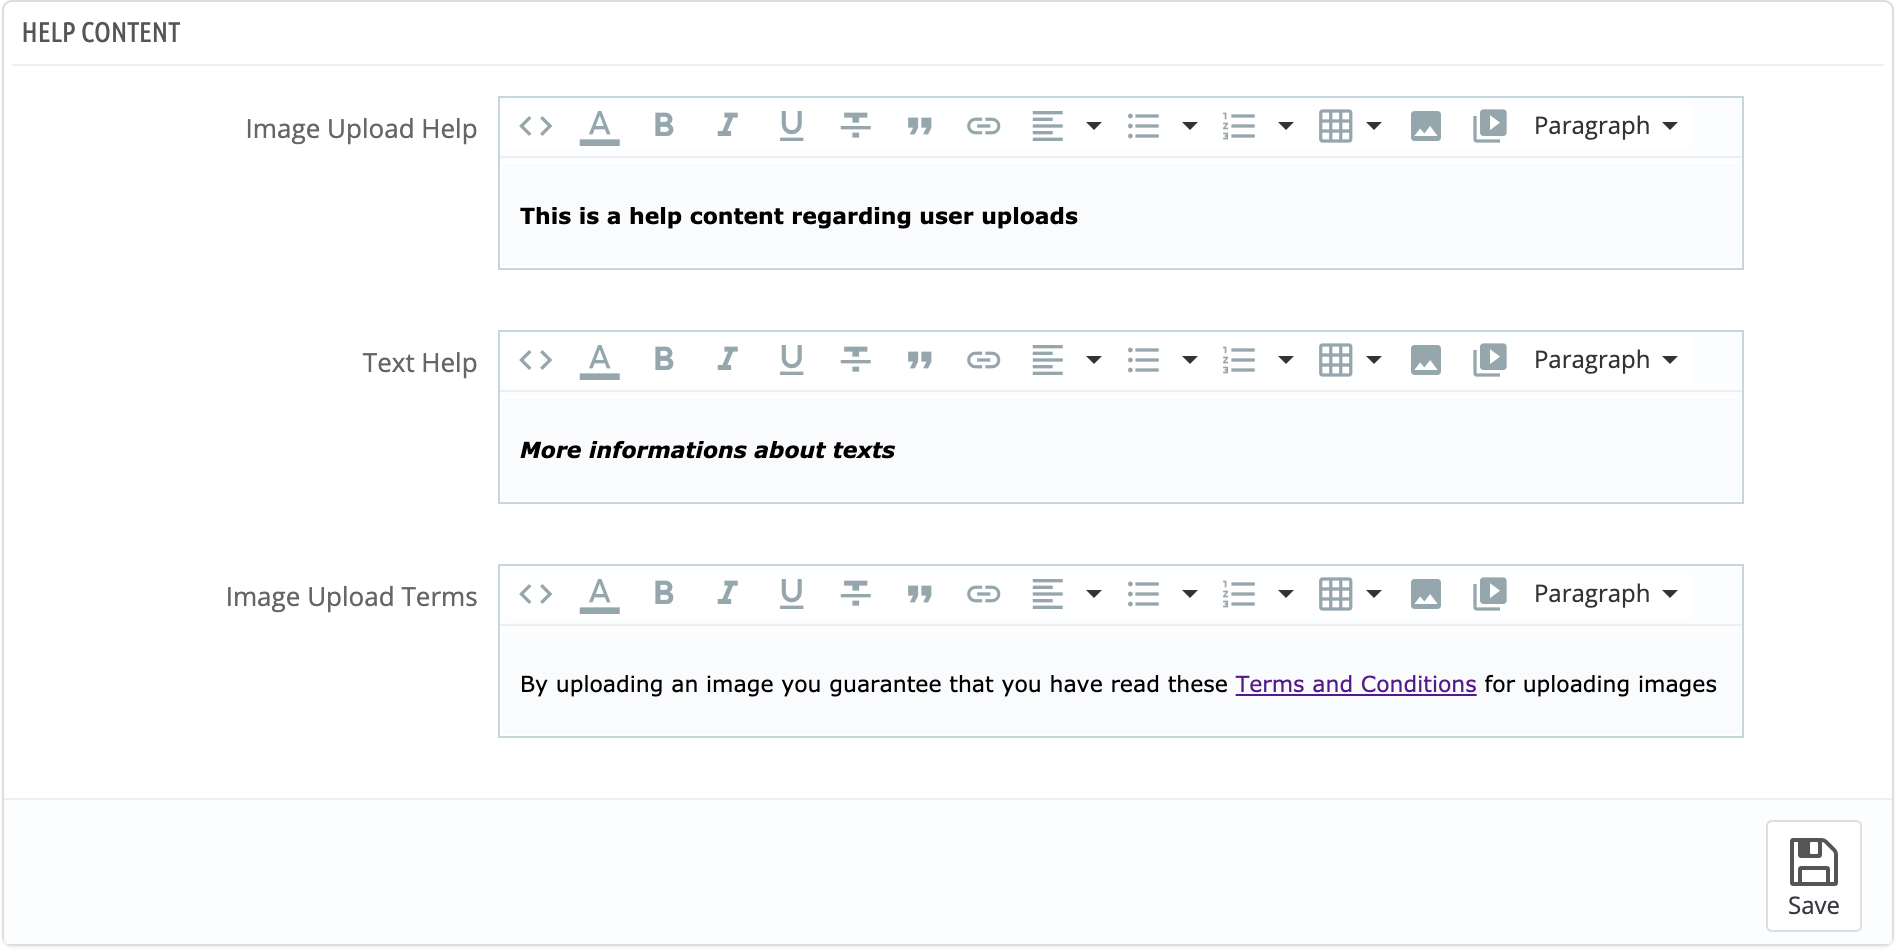 HELP CONTENT
Image Upload Help
Paragraph
This is a help content regarding user uploads
Text Help
Paragraph
More informations about texts
Image Upload Terms
Paragraph
By uploading an image you guarantee that you have read these Terms and Conditions for uploading images
Save